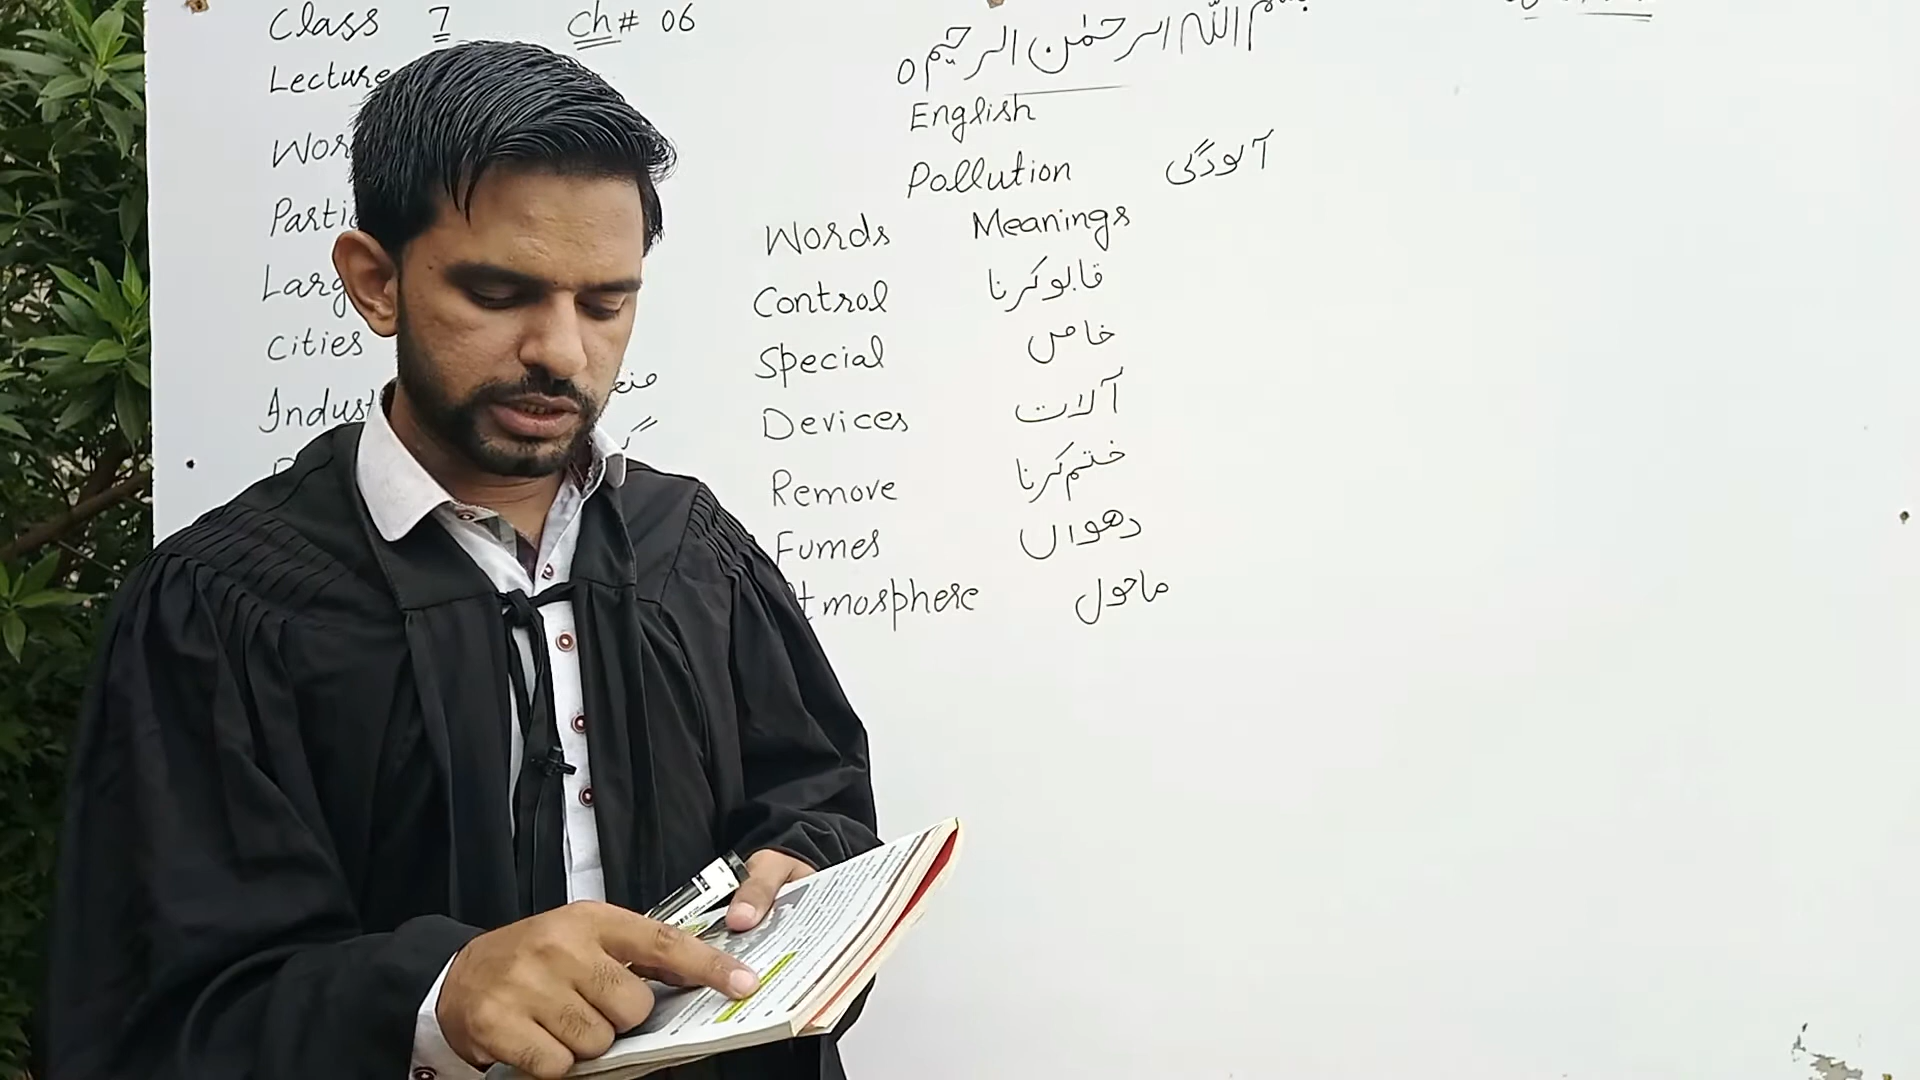 Class 7 ch# 06
بسم اللہ الرحمٰن الرحیم ο
Lecture
English
Pollution آلودگی
Words Meanings
Control قابو کرنا
Cities
Special خاص
Devices آلات
Remove ختم کرنا
Fumes دھواں
tmosphere ماحول